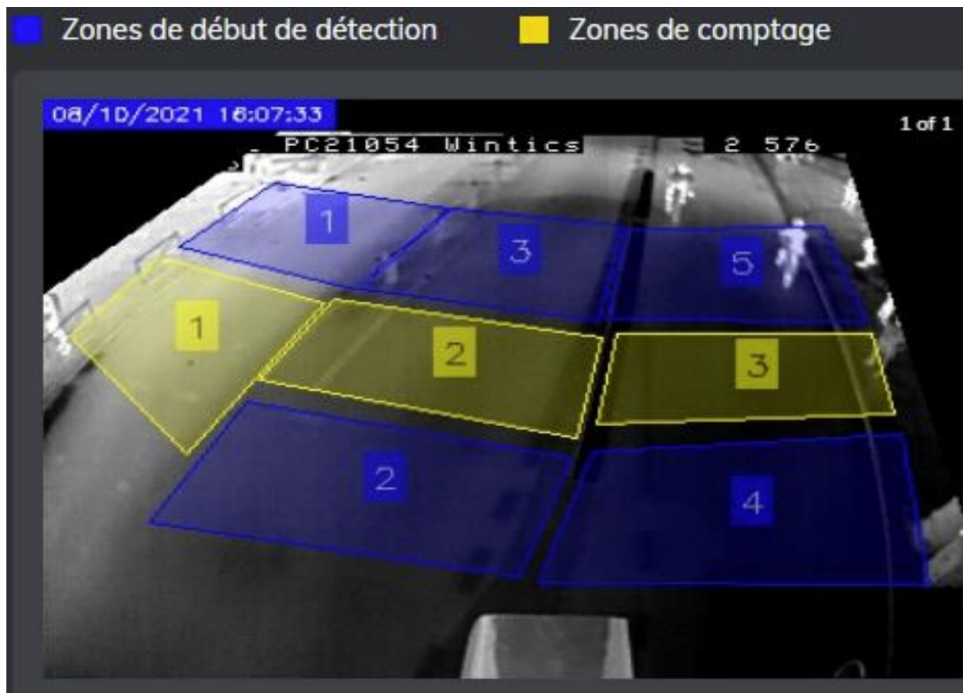 Zones de début de détection
Zones de comptage
08/10/2021 16:07:33
1 of 1
PC21054 Wintics
2 576
1
3
5
1
2
3
2
4